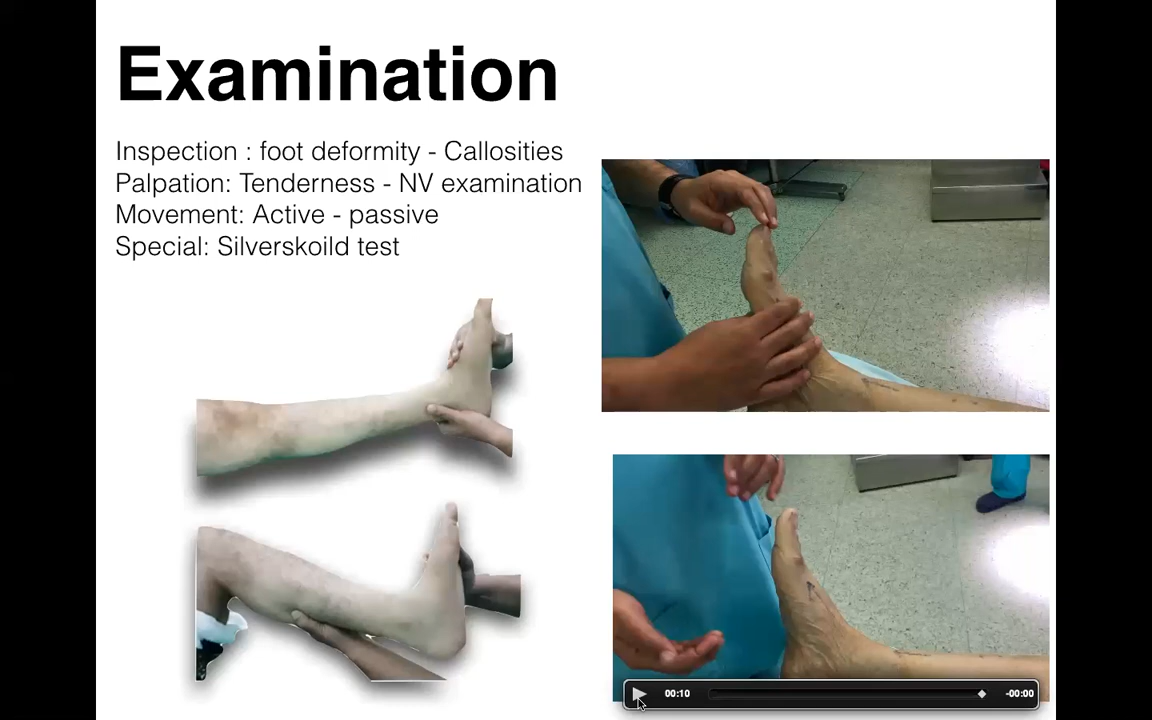 Examination
Inspection : foot deformity - Callosities
Palpation: Tenderness - NV examination
Movement: Active - passive
Special: Silverskoild test
00:10
-00:00